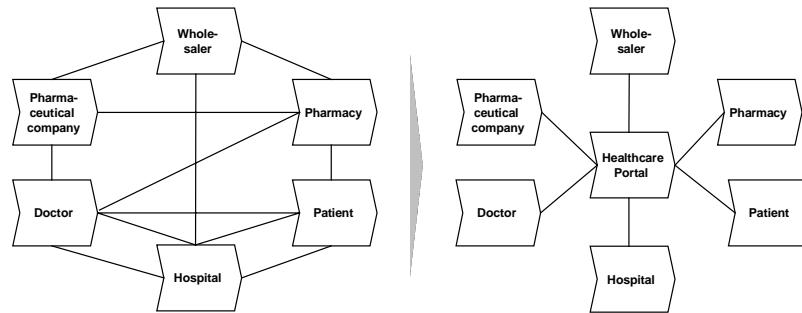 Whole-
saler
Pharma-
ceutical
company
Pharmacy
Doctor
Patient
Hospital
Whole-
saler
Pharma-
ceutical
company
Pharmacy
Healthcare
Portal
Doctor
Patient
Hospital